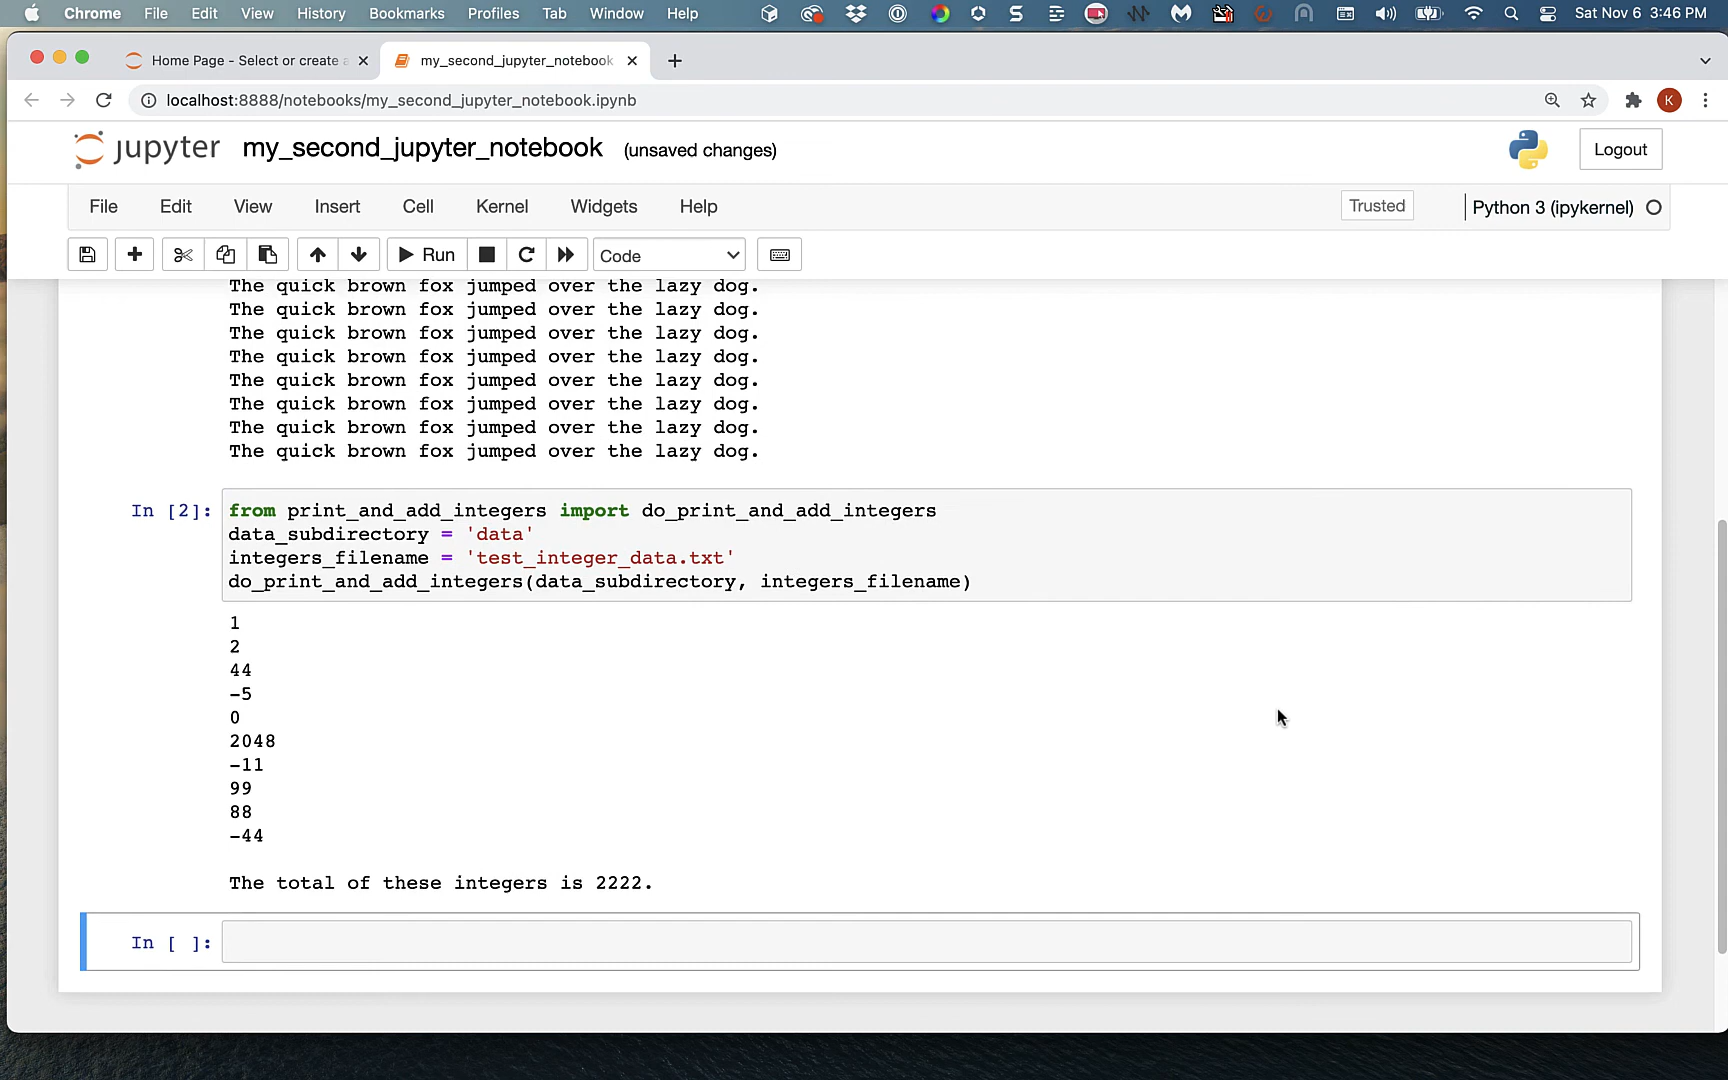 Chrome File Edit View History Bookmarks Profiles Tab Window Help Sat Nov 6 3:46 PM
Home Page - Select or create a my_second_jupyter_notebook
localhost:8888/notebooks/my_second_jupyter_notebook.ipynb K
jupyter my_second_jupyter_notebook (unsaved changes) Logout
File Edit View Insert Cell Kernel Widgets Help Trusted Python 3 (ipykernel)
Run Code
The quick brown fox jumped over the lazy dog.
The quick brown fox jumped over the lazy dog.
The quick brown fox jumped over the lazy dog.
The quick brown fox jumped over the lazy dog.
The quick brown fox jumped over the lazy dog.
The quick brown fox jumped over the lazy dog.
The quick brown fox jumped over the lazy dog.
The quick brown fox jumped over the lazy dog.
In [2]: from print_and_add_integers import do_print_and_add_integers
data_subdirectory = 'data'
integers_filename = 'test_integer_data.txt'
do_print_and_add_integers(data_subdirectory, integers_filename)
1
2
44
-5
0
2048
-11
99
88
-44
The total of these integers is 2222.
In [ ]: